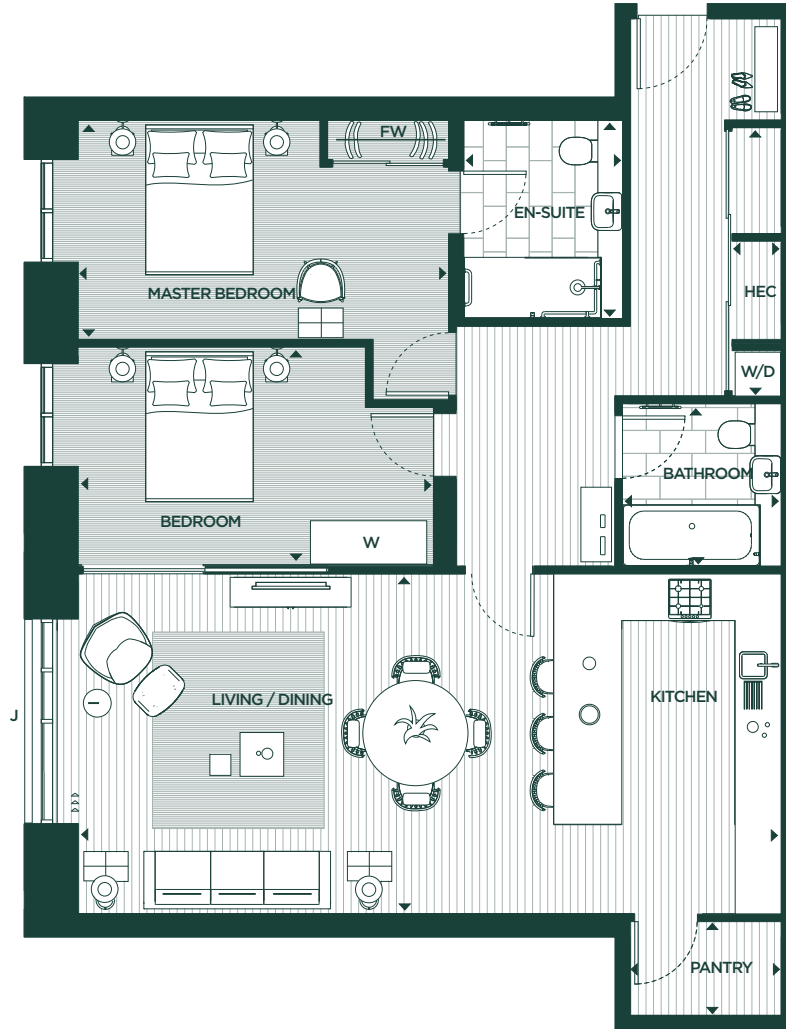 FW
EN-SUITE
MASTER BEDROOM
HEC
W/D
BATHROOM
BEDROOM
W
LIVING / DINING
KITCHEN
J
PANTRY